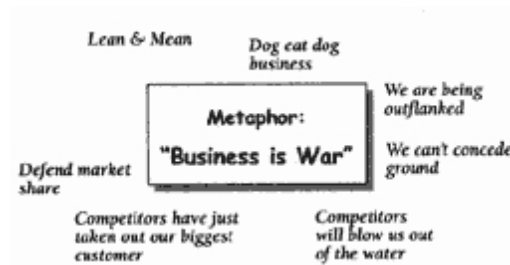 Lean & Mean
Dog eat dog
business
We are being
outflanked
Metaphor:
"Business is War"
We can't concede
ground
Defend market
share
Competitors have just
taken out our biggest
customer
Competitors
will blow us out
of the water